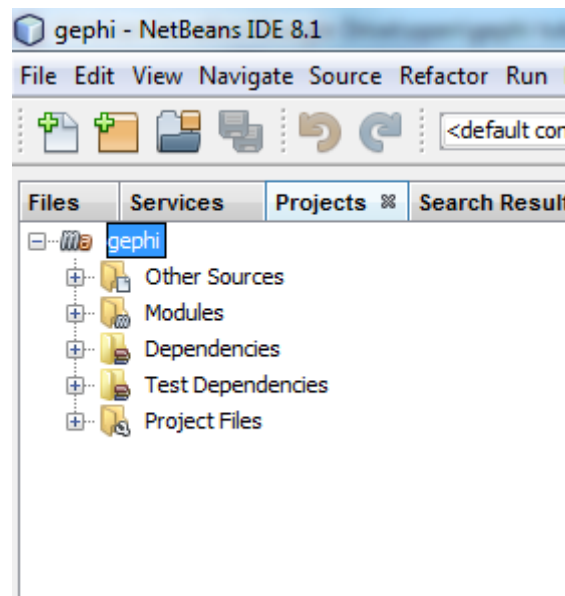 gephi - NetBeans IDE 8.1
File Edit View Navigate Source Refactor Run
<default con
Files Services Projects Search Result
gephi
Other Sources
Modules
Dependencies
Test Dependencies
Project Files